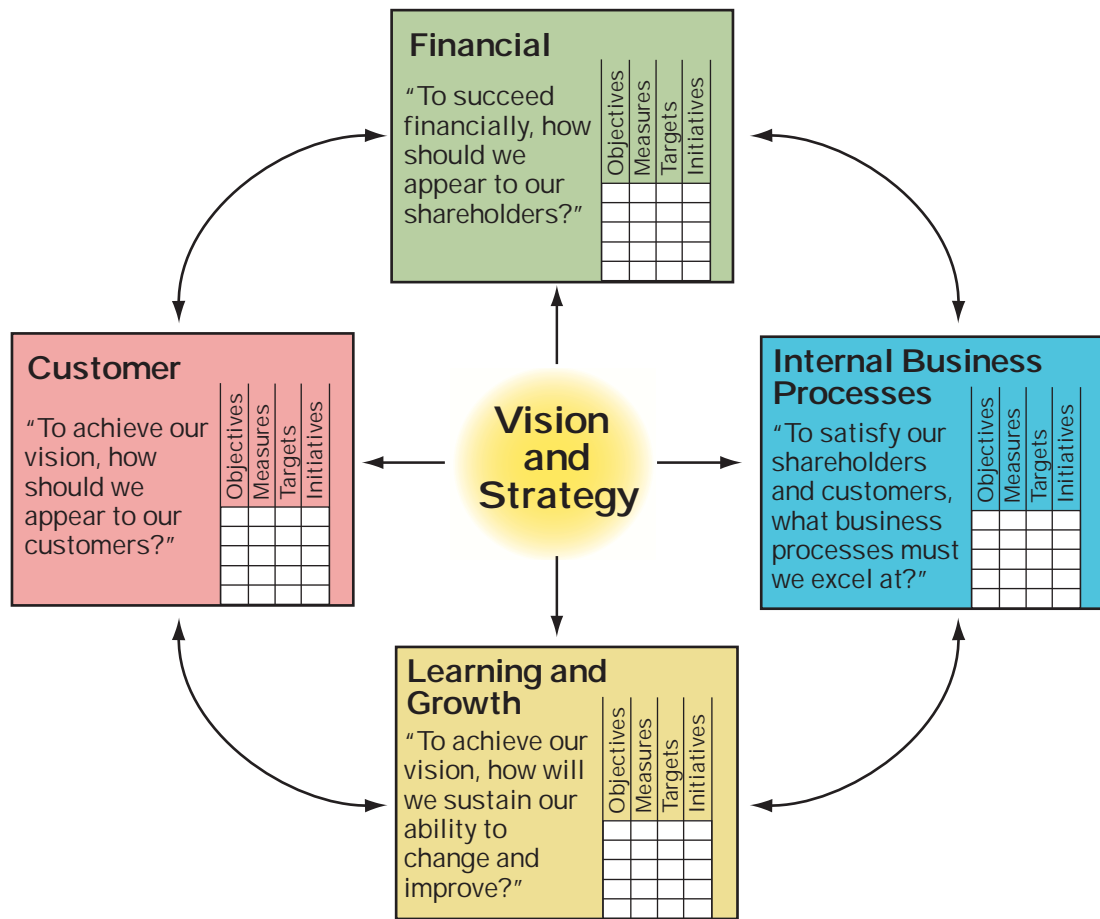 Financial
“To succeed
financially, how
should we
appear to our
shareholders?”
Objectives
Measures
Targets
Initiatives
Customer
“To achieve our
vision, how
should we
appear to our
customers?”
Objectives
Measures
Targets
Initiatives
Vision
and
Strategy
Internal Business
Processes
“To satisfy our
shareholders
and customers,
what business
processes must
we excel at?”
Objectives
Measures
Targets
Initiatives
Learning and
Growth
“To achieve our
vision, how will
we sustain our
ability to
change and
improve?”
Objectives
Measures
Targets
Initiatives